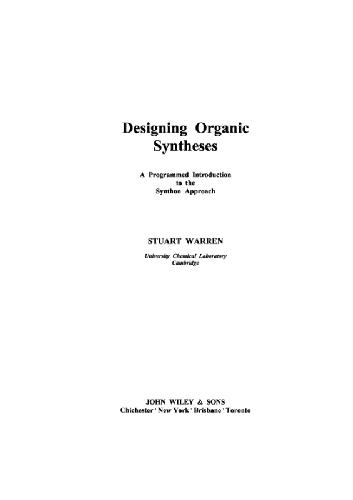 Designing Organic
Syntheses
A Programmed Introduction
to the
Synthon Approach
STUART WARREN
University Chemical Laboratory
Cambridge
JOHN WILEY & SONS
Chichester · New York · Brisbane · Toronto